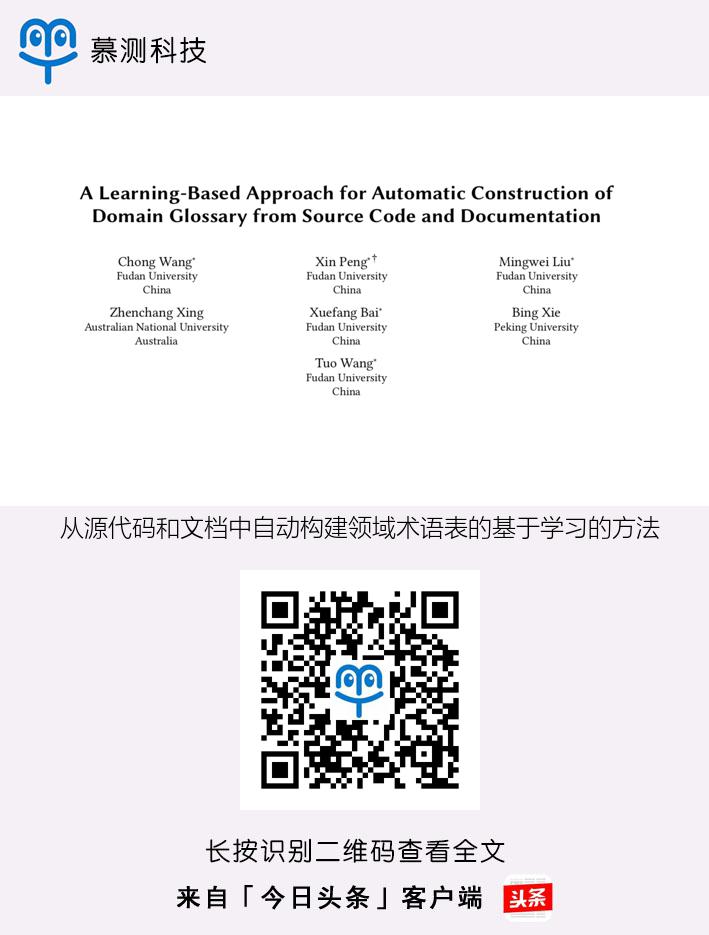 慕测科技
A Learning-Based Approach for Automatic Construction of
Domain Glossary from Source Code and Documentation
Chong Wang*
Fudan University
China
Xin Peng*†
Fudan University
China
Mingwei Liu*
Fudan University
China
Zhenchang Xing
Australian National University
Australia
Xuefang Bai*
Fudan University
China
Bing Xie
Peking University
China
Tuo Wang*
Fudan University
China
从源代码和文档中自动构建领域术语表的基于学习的方法
长按识别二维码查看全文
来自「今日头条」客户端
头条